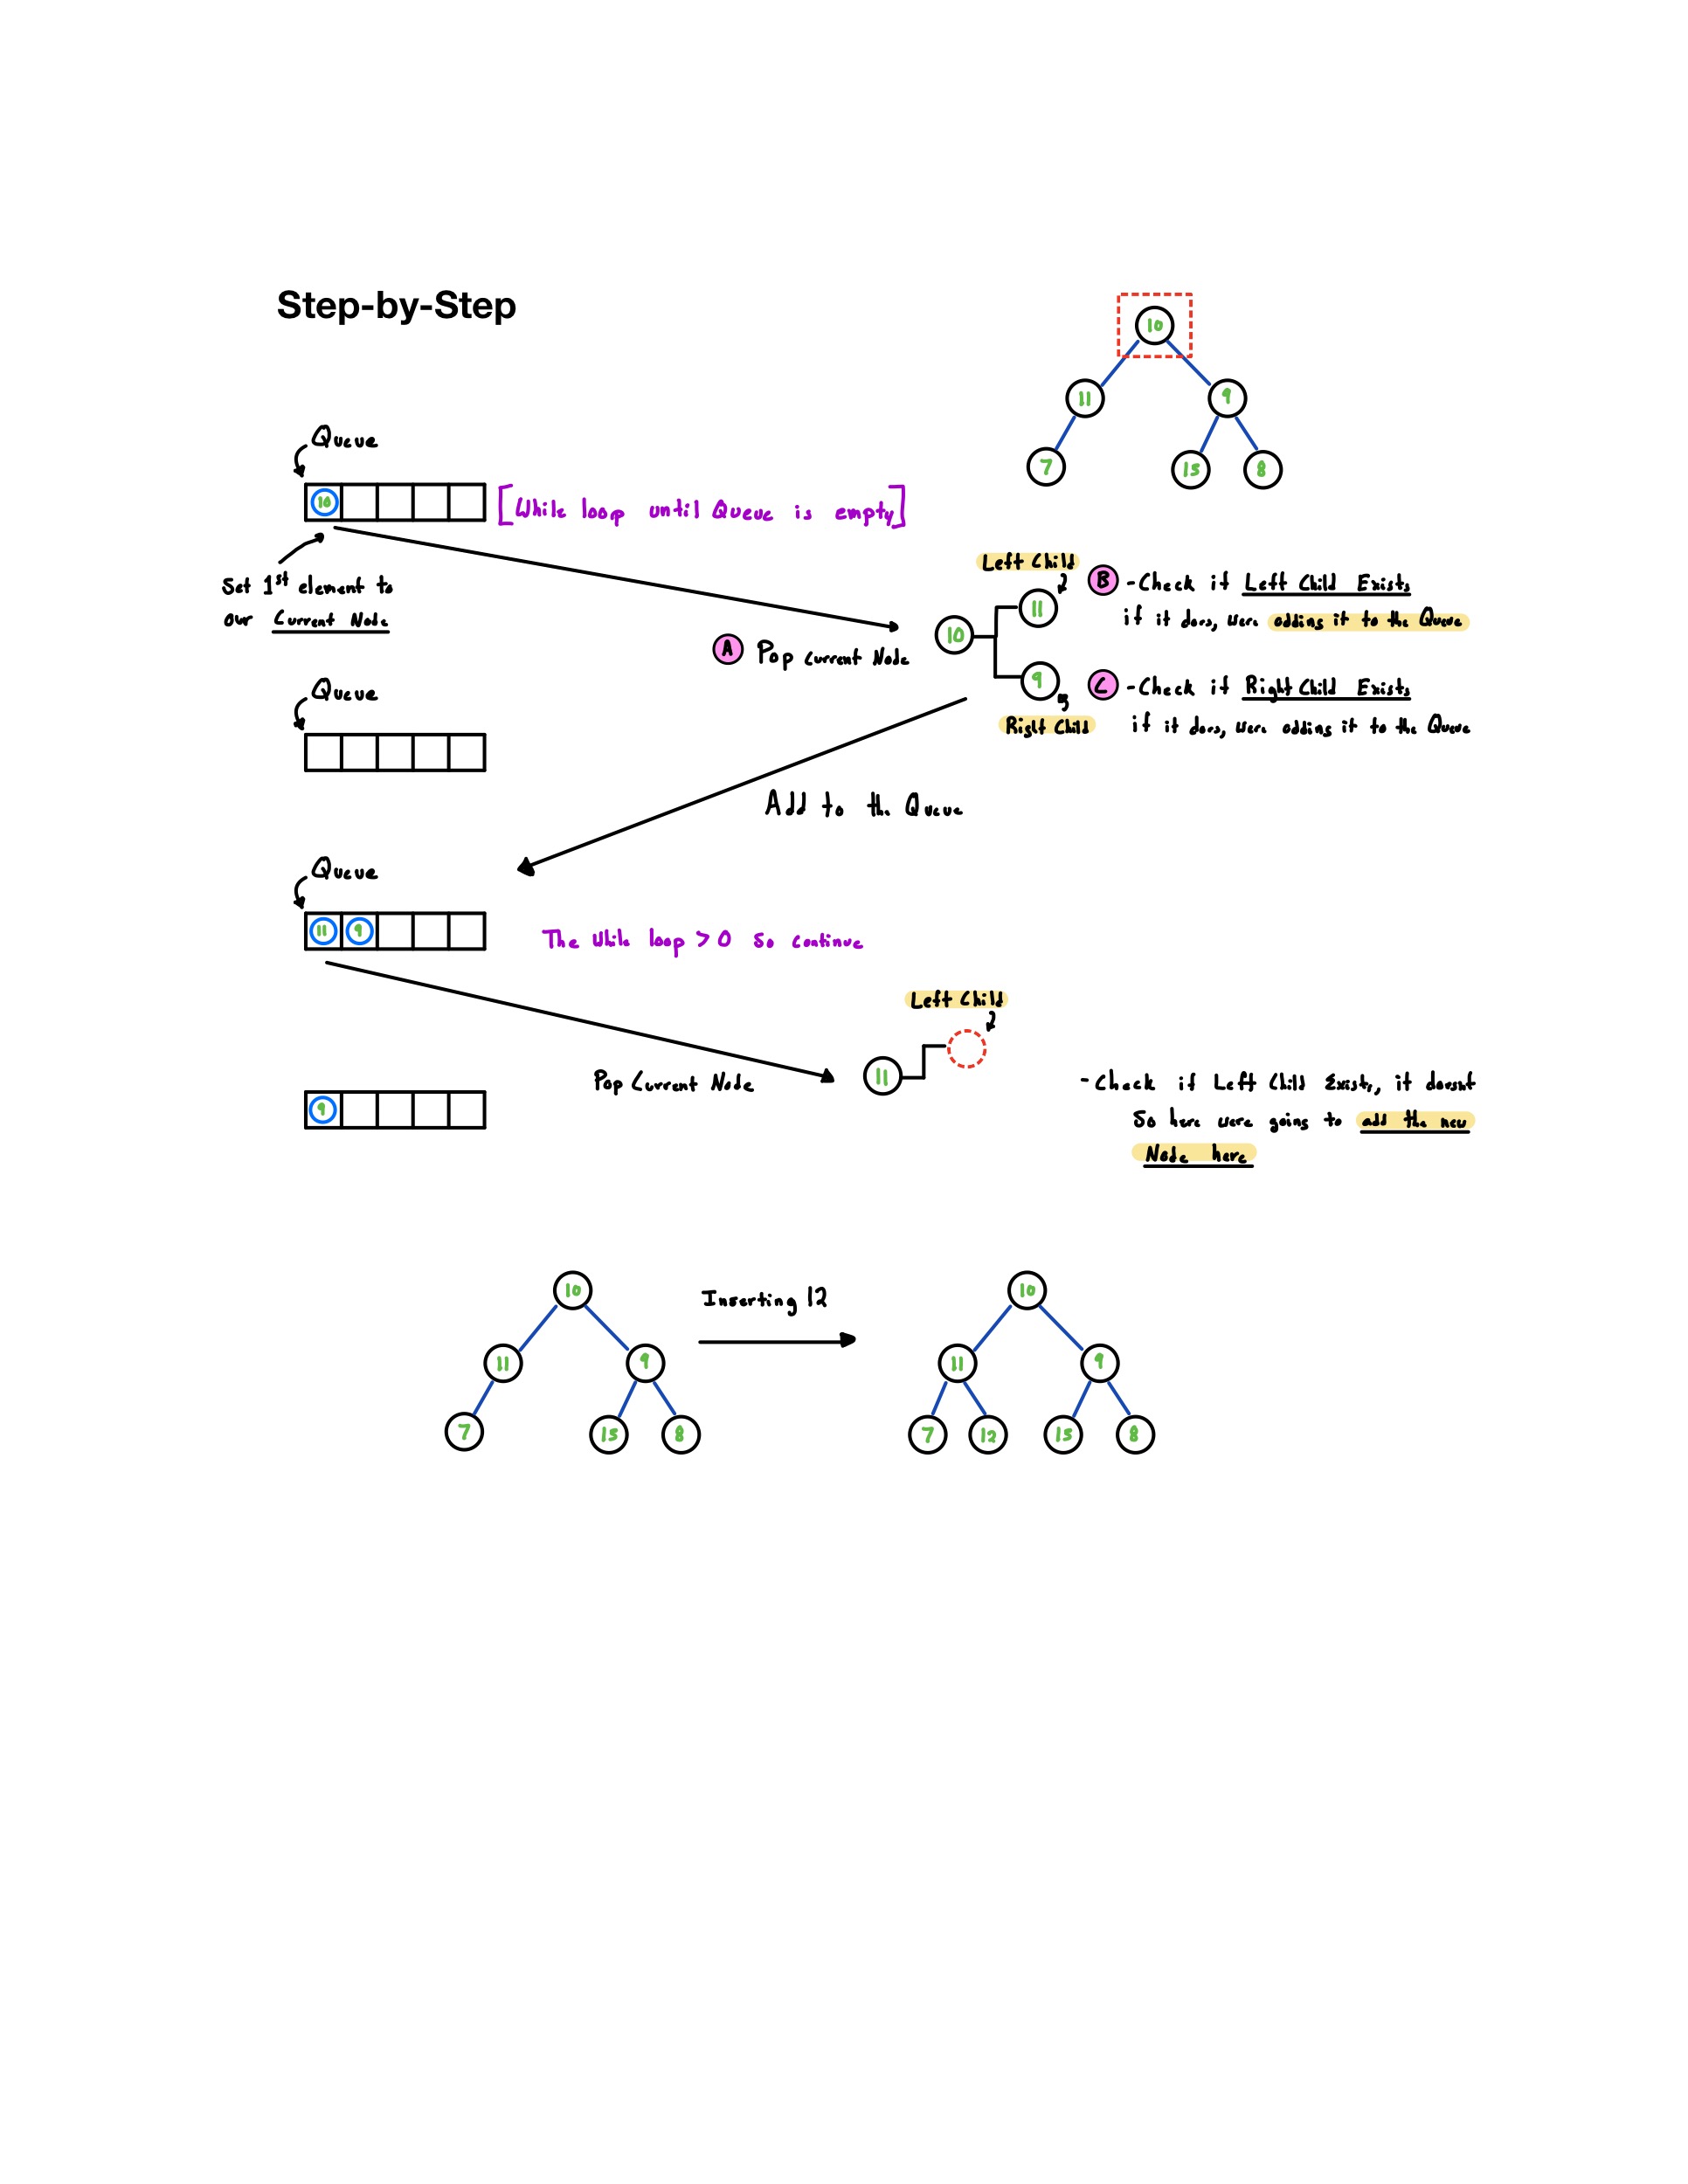 Step-by-Step
10
11 9
7 15 8
Queue
10
[While loop until Queue is empty]
Set 1st element to
our Current Node
A Pop Current Node
Left Child
11
10
9
Right Child
B - Check if Left Child Exists
if it does, were adding it to the Queue
C - Check if Right Child Exists
if it does, were adding it to the Queue
Queue
Add to the Queue
Queue
11 9
The While loop > 0 so continue
Left Child
Pop Current Node
11
- Check if Left Child Exists, it doesnt
So here were going to add the new
Node here
9
10
11 9
7 15 8
Inserting 12
10
11 9
7 12 15 8